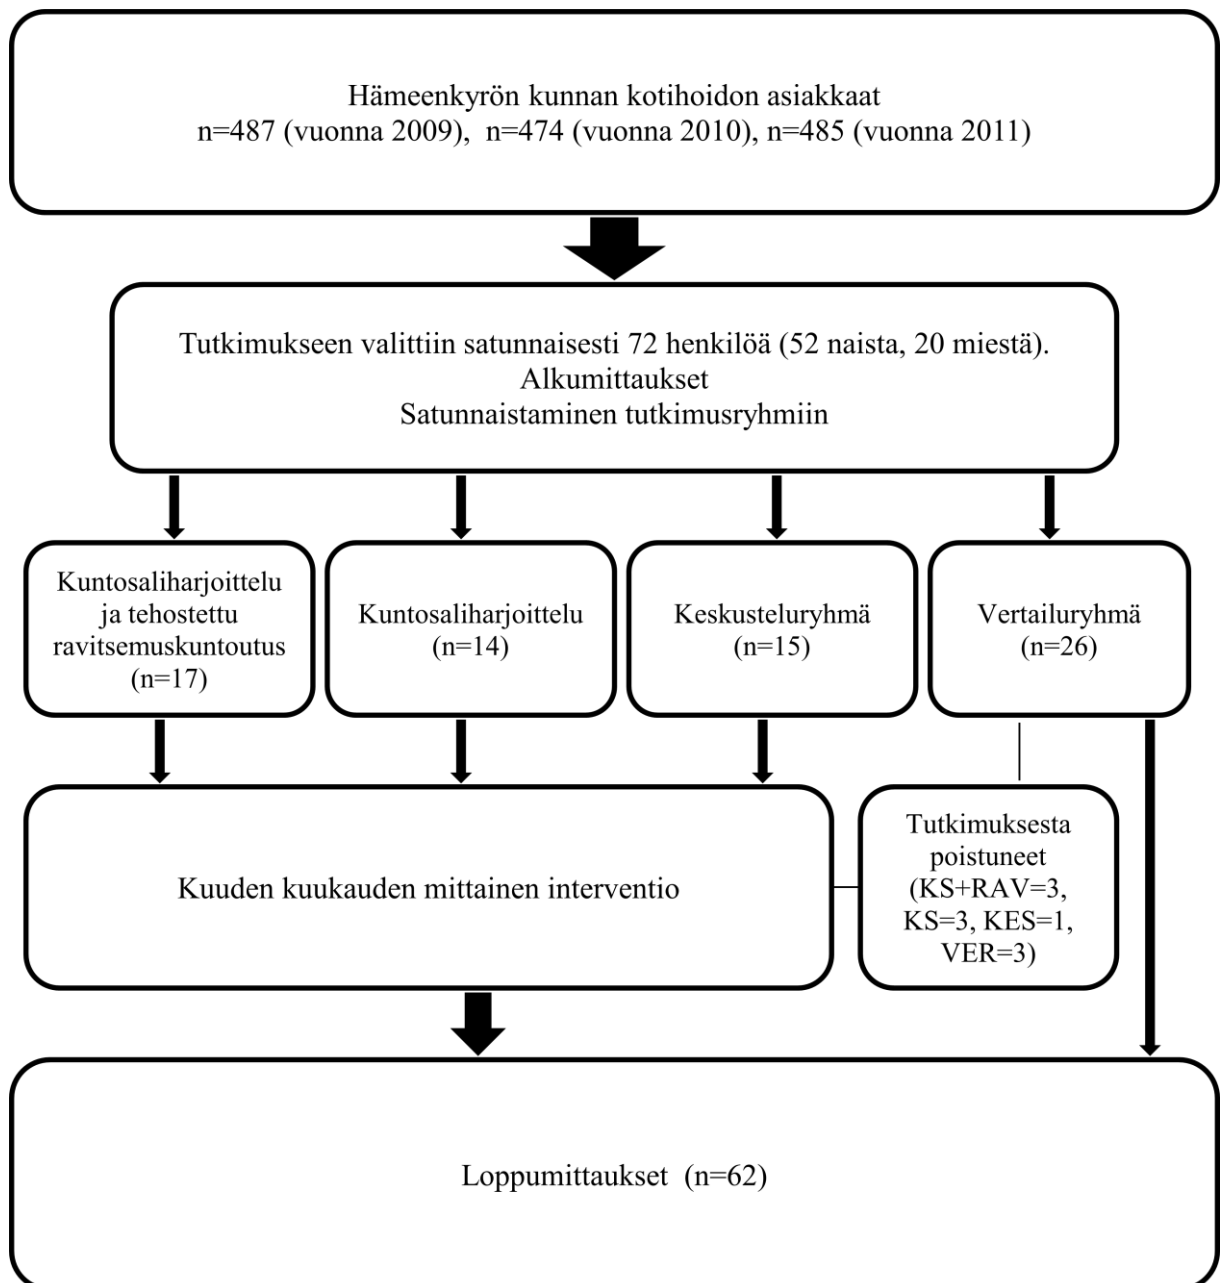 Hämeenkyrön kunnan kotihoidon asiakkaat
n=487 (vuonna 2009), n=474 (vuonna 2010), n=485 (vuonna 2011)
Tutkimukseen valittiin satunnaisesti 72 henkilöä (52 naista, 20 miestä).
Alkumittaukset
Satunnaistaminen tutkimusryhmiin
Kuntosaliharjoittelu
ja tehostettu
ravitsemuskuntoutus
(n=17)
Kuntosaliharjoittelu
(n=14)
Keskusteluryhmä
(n=15)
Vertailuryhmä
(n=26)
Kuuden kuukauden mittainen interventio
Tutkimuksesta
poistuneet
(KS+RAV=3,
KS=3, KES=1,
VER=3)
Loppumittaukset (n=62)